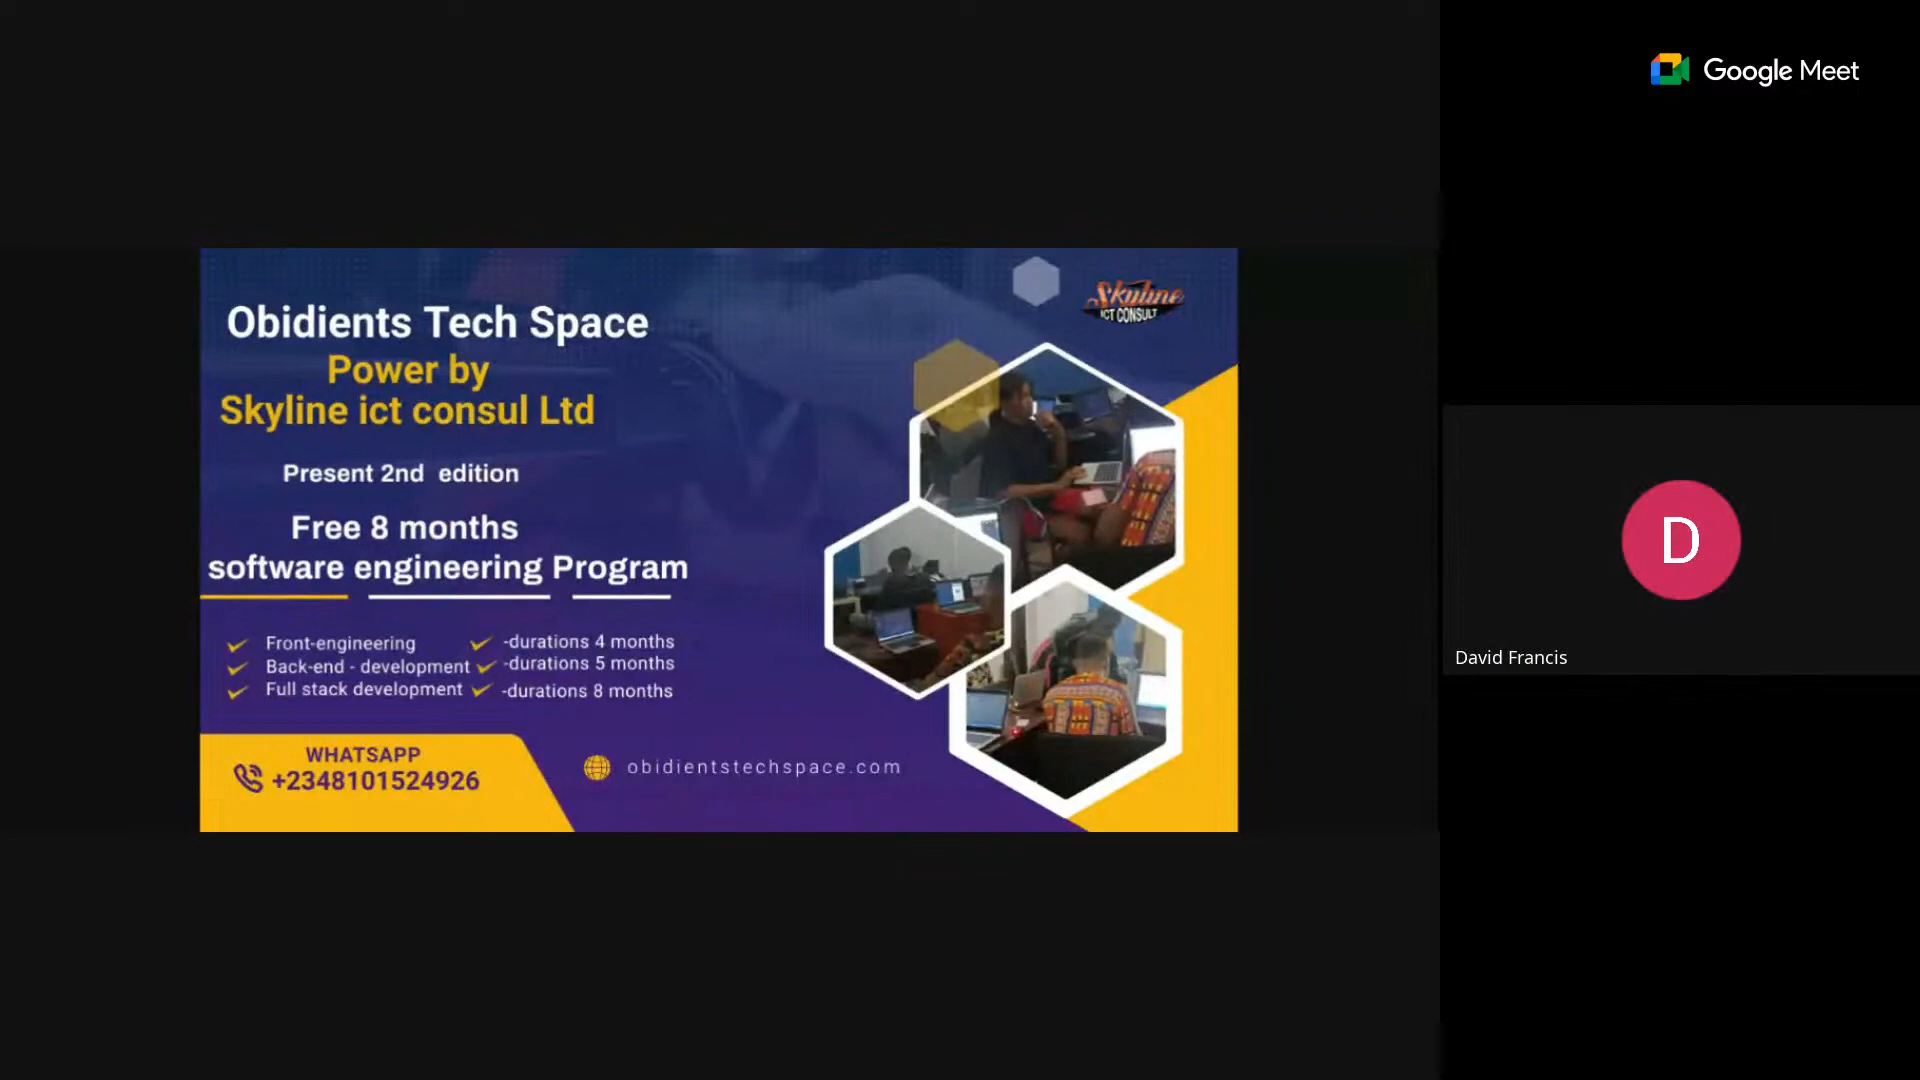 Google Meet
Obidients Tech Space
Power by
Skyline ict consul Ltd
Skyline
ICT CONSULT
Present 2nd edition
Free 8 months
software engineering Program
Front-engineering -durations 4 months
Back-end - development -durations 5 months
Full stack development -durations 8 months
WHATSAPP
+2348101524926
obidientstechspace.com
D
David Francis